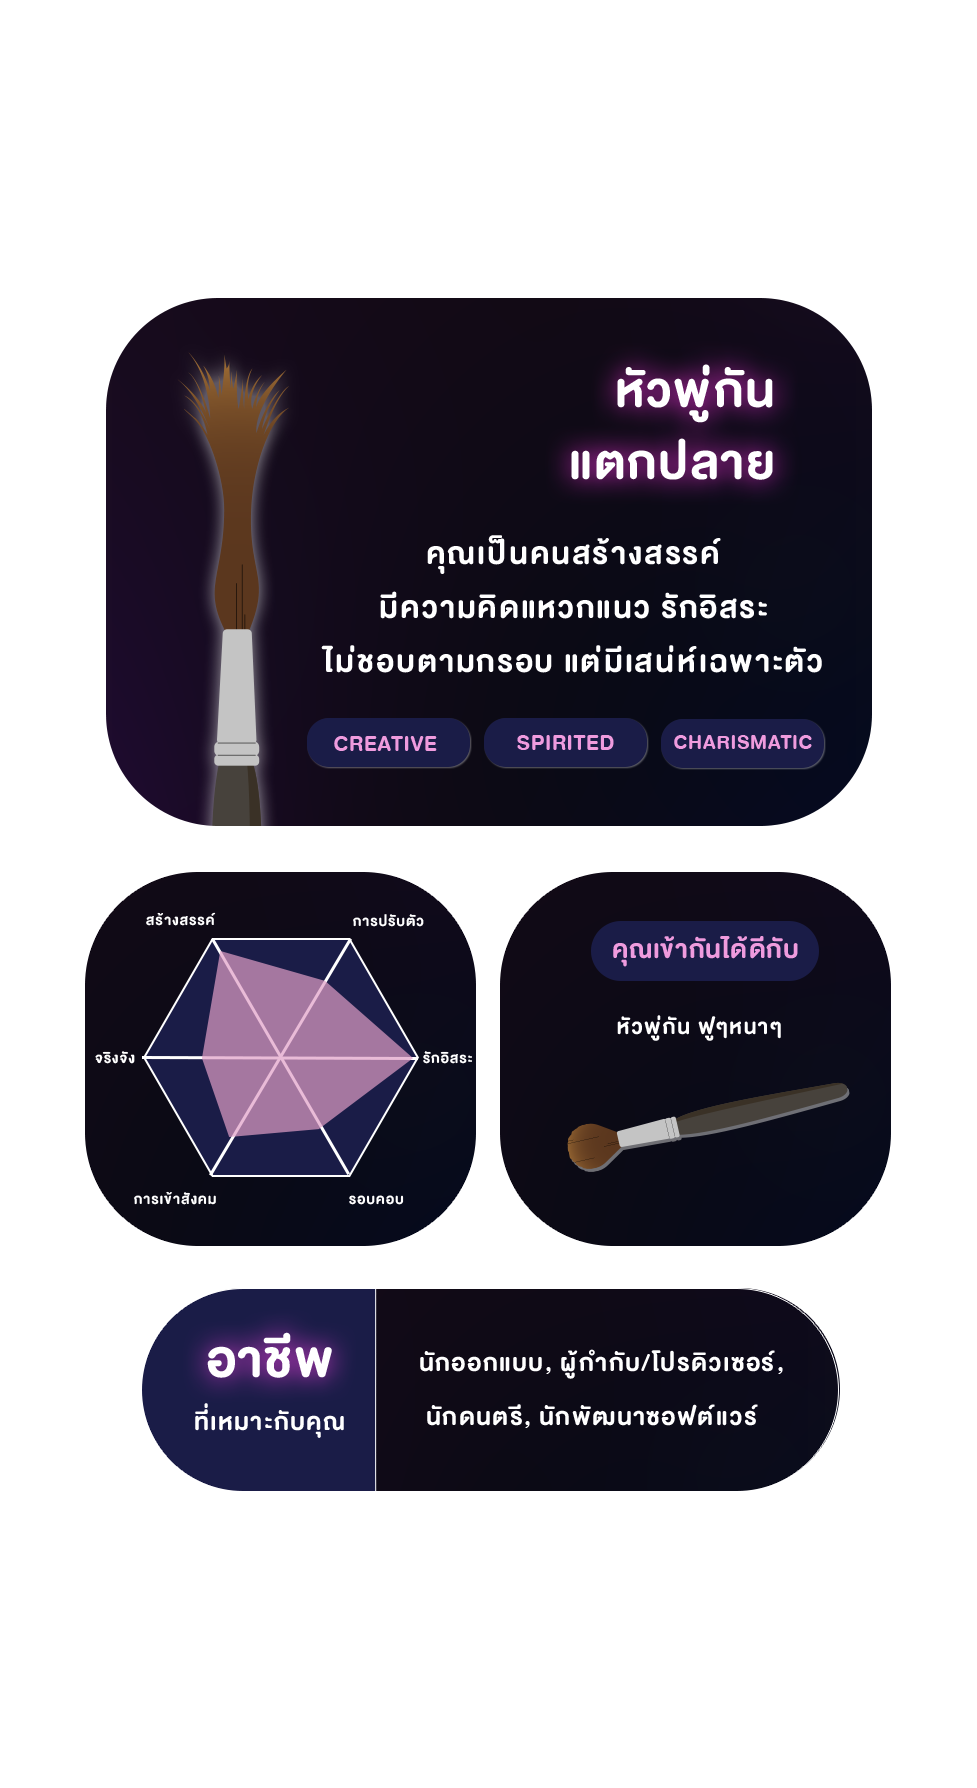 หัวพู่กัน
แตกปลาย
คุณเป็นคนสร้างสรรค์
มีความคิดแหวกแนว รักอิสระ
ไม่ชอบตามกรอบ แต่มีเสน่ห์เฉพาะตัว
CREATIVE
SPIRITED
CHARISMATIC
สร้างสรรค์
การปรับตัว
จริงจัง
รักอิสระ
การเข้าสังคม
รอบคอบ
คุณเข้ากันได้ดีกับ
หัวพู่กัน ฟูๆหนาๆ
อาชีพ
ที่เหมาะกับคุณ
นักออกแบบ, ผู้กำกับ/โปรดิวเซอร์,
นักดนตรี, นักพัฒนาซอฟต์แวร์